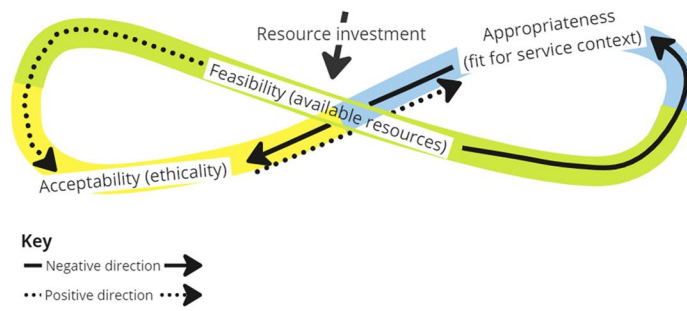 Resource investment
Appropriateness
(fit for service context)
Feasibility (available resources)
Acceptability (ethicality)
Key
Negative direction
Positive direction